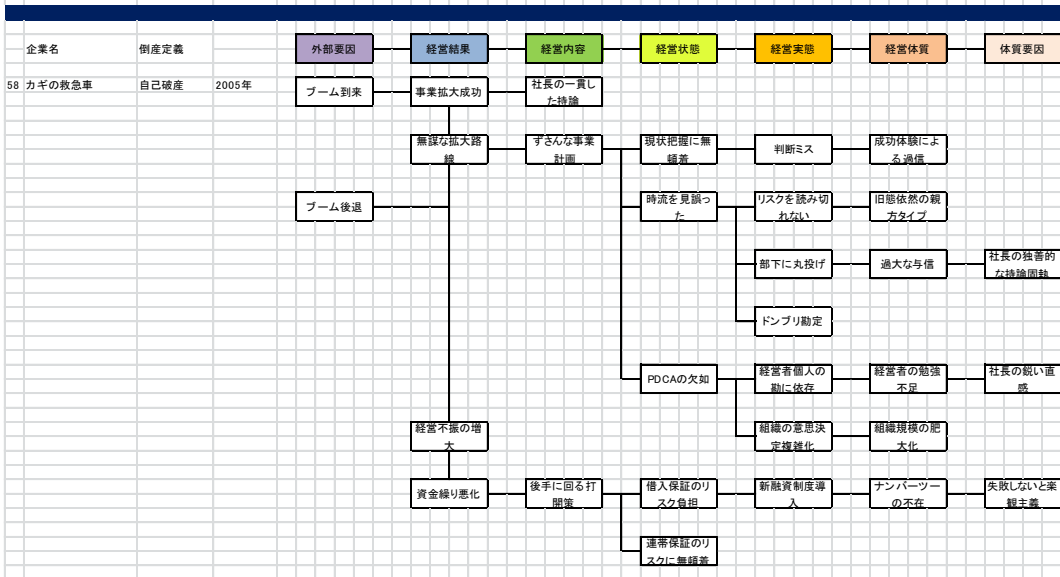 企業名 倒産定義 外部要因 経営結果 経営内容 経営状態 経営実態 経営体質 体質要因
58 カギの救急車 自己破産 2005年
ブーム到来
事業拡大成功
社長の一貫し
た持論
無謀な拡大路
線
ずさんな事業
計画
現状把握に無
頓着
判断ミス
成功体験によ
る過信
ブーム後退
時流を見誤っ
た
リスクを読み切
れない
旧態依然の親
方タイプ
部下に丸投げ
過大な与信
社長の独善的
な持論固執
ドンブリ勘定
PDCAの欠如
経営者個人の
勘に依存
経営者の勉強
不足
社長の鋭い直
感
経営不振の増
大
組織の意思決
定複雑化
組織規模の肥
大化
資金繰り悪化
後手に回る打
開策
借入保証のリ
スク負担
新融資制度導
入
ナンバーツー
の不在
失敗しないと楽
観主義
連帯保証のリ
スクに無頓着